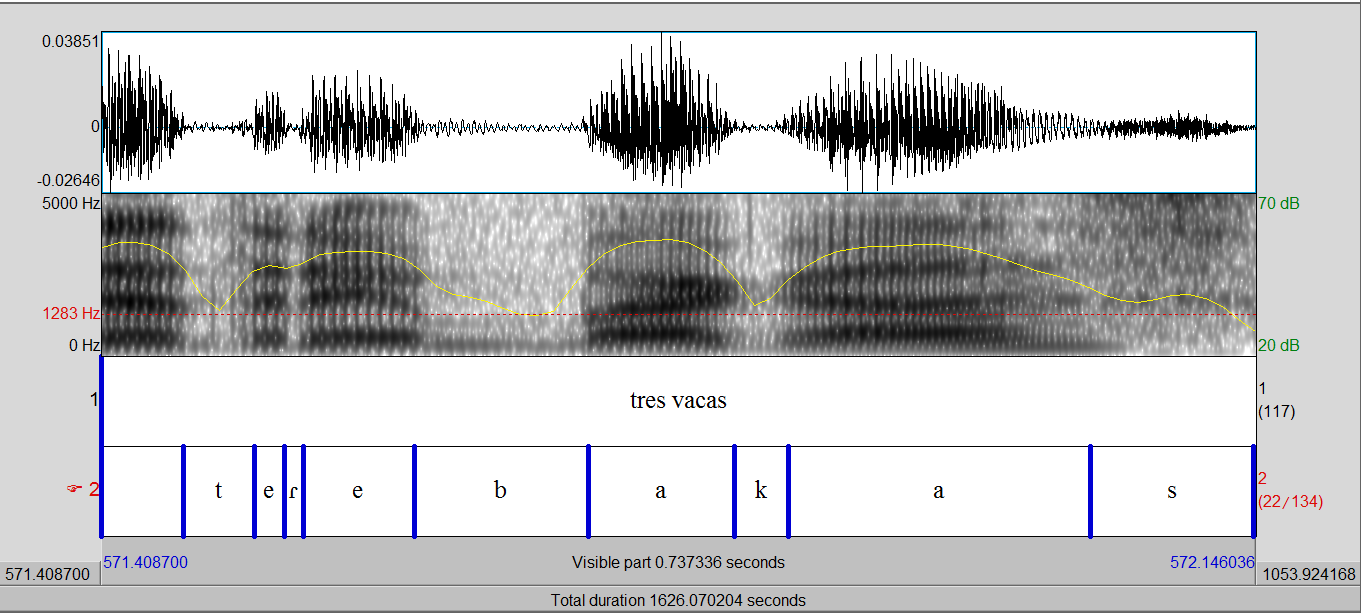 0.03851
0
-0.02646
5000 Hz 70 dB
1283 Hz
0 Hz 20 dB
1 tres vacas 1
(117)
☞ 2 t e ɾ e b a k a s 2
(22/134)
571.408700 Visible part 0.737336 seconds 572.146036
571.408700 1053.924168
Total duration 1626.070204 seconds